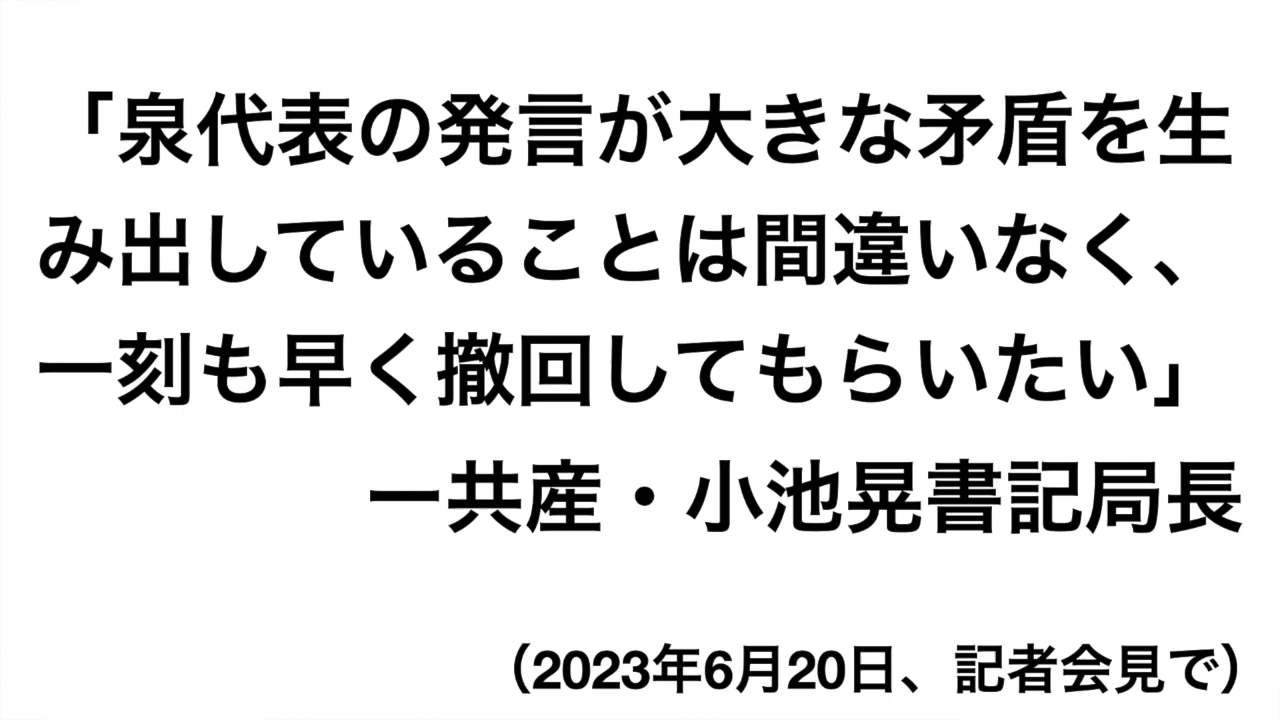 「泉代表の発言が大きな矛盾を生
み出していることは間違いなく、
一刻も早く撤回してもらいたい」
ー共産・小池晃書記局長
（2023年6月20日、記者会見で）